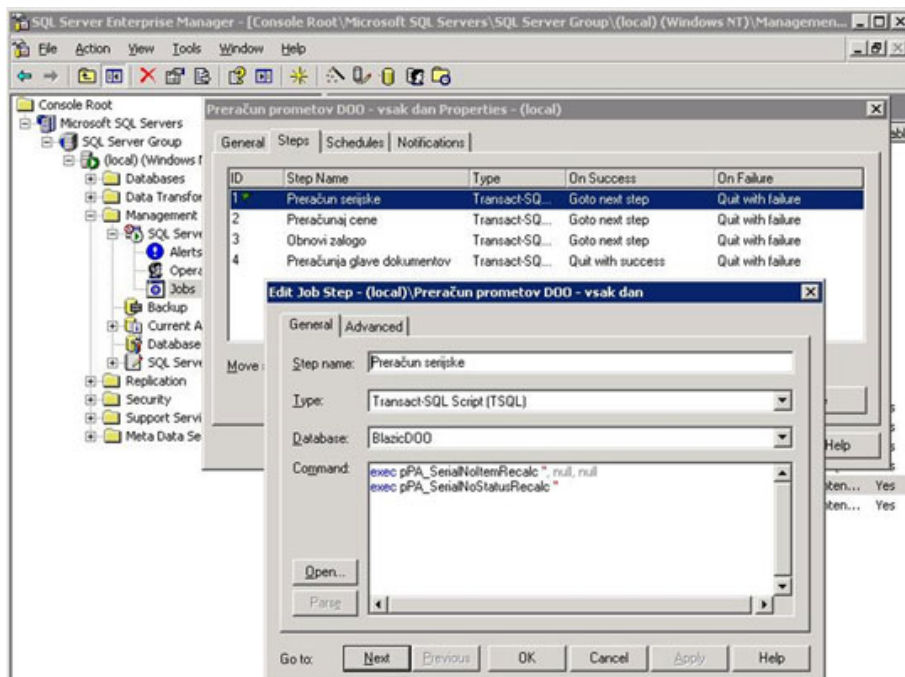 SQL Server Enterprise Manager - [Console Root\Microsoft SQL Servers\SQL Server Group\(local) (Windows NT)\Managemen...
File Action View Tools Window Help
Console Root
Microsoft SQL Servers
SQL Server Group
(local) (Windows
Databases
Data Transfor
Management
SQL Serve
Alerts
Opera
Jobs
Backup
Current A
Database
SQL Serve
Replication
Security
Support Servi
Meta Data Se
Preračun prometov DOO - vsak dan Properties - (local)
General Steps Schedules Notifications
ID Step Name Type On Success On Failure
1 Preračun serijske Transact-SQ... Goto next step Quit with failure
2 Preračunaj cene Transact-SQ... Goto next step Quit with failure
3 Obnovi zalogo Transact-SQ... Goto next step Quit with failure
4 Preračunja glave dokumentov Transact-SQ... Quit with success Quit with failure
Move
Help
nten... Yes
nten... Yes
Edit Job Step - (local)\Preračun prometov DOO - vsak dan
General Advanced
Step name: Preračun serijske
Type: Transact-SQL Script (TSQL)
Database: BlazicDOO
Command:
exec pPA_SerialNoItemRecalc '', null, null
exec pPA_SerialNoStatusRecalc ''
Open...
Parse
Go to: Next Previous OK Cancel Apply Help